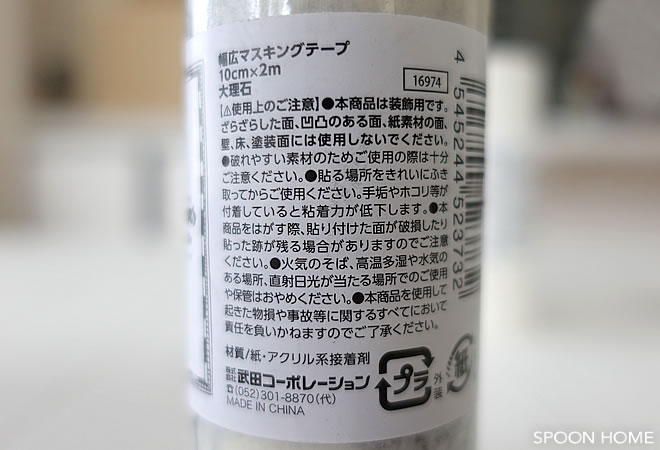 幅広マスキングテープ
10cm×2m
大理石
16974
【⚠使用上のご注意】●本商品は装飾用です。
ざらざらした面、凹凸のある面、紙素材の面、
壁、床、塗装面には使用しないでください。
●破れやすい素材のためご使用の際は十分
ご注意ください。●貼る場所をきれいにふき
取ってからご使用ください。手垢やホコリ等が
付着していると粘着力が低下します。●本
商品をはがす際、貼り付けた面が破損したり
貼った跡が残る場合がありますのでご注意
ください。●火気のそば、高温多湿や水気の
ある場所、直射日光が当たる場所でのご使用
や保管はおやめください。●本商品を使用して
起きた物損や事故等に関するすべてにおいて
責任を負いかねますのでご了承ください。
材質/紙・アクリル系接着剤
株式会社 武田コーポレーション
☎(052)301-8870(代)
MADE IN CHINA
プラ
外装
紙
4 545244 523732
SPOON HOME